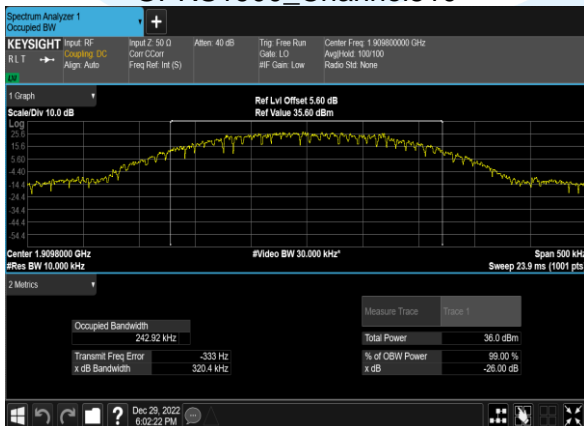 GPRS1900_Channel810
Spectrum Analyzer 1
Occupied BW
+
KEYSIGHT Input: RF Input Z: 50 Ω Atten: 40 dB Trig: Free Run Center Freq: 1.909800000 GHz
RLT Coupling: DC Corr CCorr Gate: LO Avg|Hold: 100/100
Align: Auto Freq Ref: Int (S) #IF Gain: Low Radio Std: None
1 Graph
Ref Lvl Offset 5.60 dB
Scale/Div 10.0 dB Ref Value 35.60 dBm
Log
25.6
15.6
5.60
-4.40
-14.4
-24.4
-34.4
-44.4
-54.4
Center 1.9098000 GHz #Video BW 30.000 kHz* Span 500 kHz
#Res BW 10.000 kHz Sweep 23.9 ms (1001 pts)
2 Metrics
Measure Trace Trace 1
Occupied Bandwidth
242.92 kHz Total Power 36.0 dBm
Transmit Freq Error -333 Hz % of OBW Power 99.00 %
x dB Bandwidth 320.4 kHz x dB -26.00 dB
? Dec 29, 2022
6:02:22 PM